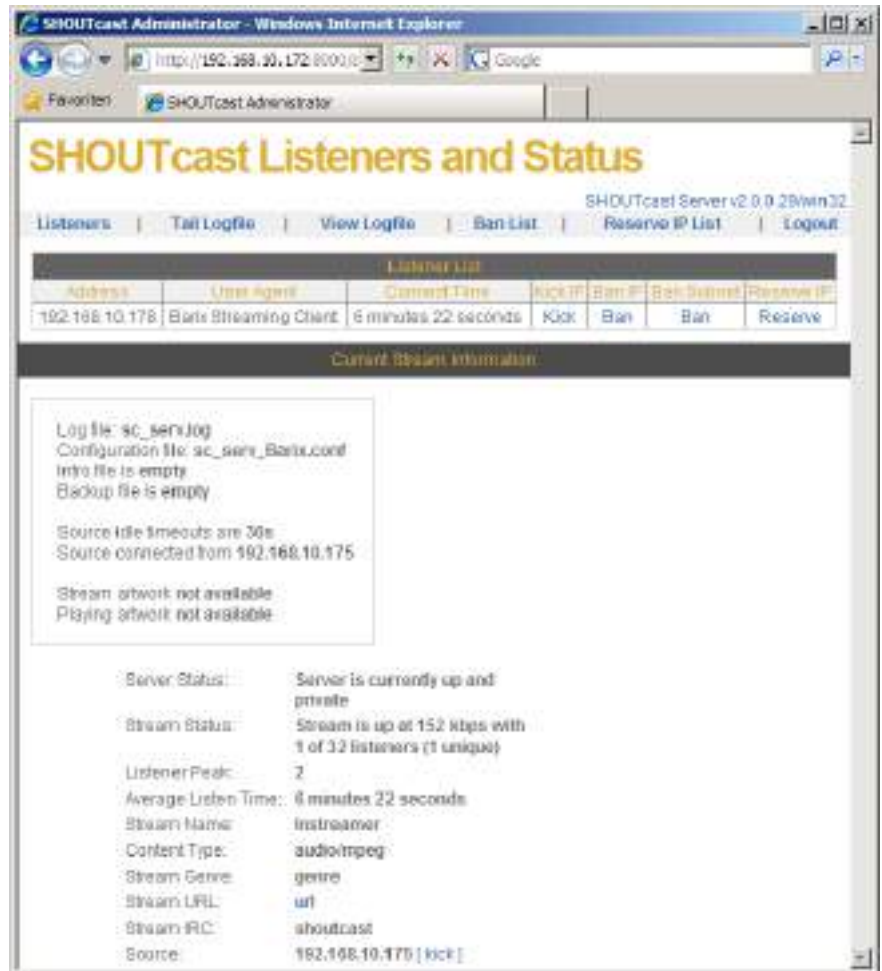 SHOUTcast Administrator - Windows Internet Explorer
http://192.168.10.172:8000/ Google
Favoriten SHOUTcast Administrator
SHOUTcast Listeners and Status
SHOUTcast Server v2.0.0.29/win32
Listeners | Tail Logfile | View Logfile | Ban List | Reserve IP List | Logout
Listener List
Address User Agent Connect Time Kick IP Ban IP Ban Subnet Reserve IP
192.168.10.178 Barix Streaming Client 6 minutes 22 seconds Kick Ban Ban Reserve
Current Stream Information
Log file: sc_serv.log
Configuration file: sc_serv_Barix.conf
Intro file is empty
Backup file is empty
Source idle timeouts are 30s
Source connected from 192.168.10.175
Stream artwork not available
Playing artwork not available
Server Status: Server is currently up and
private
Stream Status: Stream is up at 152 kbps with
1 of 32 listeners (1 unique)
Listener Peak: 2
Average Listen Time: 6 minutes 22 seconds
Stream Name: Instreamer
Content Type: audio/mpeg
Stream Genre: genre
Stream URL: url
Stream IRC: shoutcast
Source: 192.168.10.175 [ kick ]